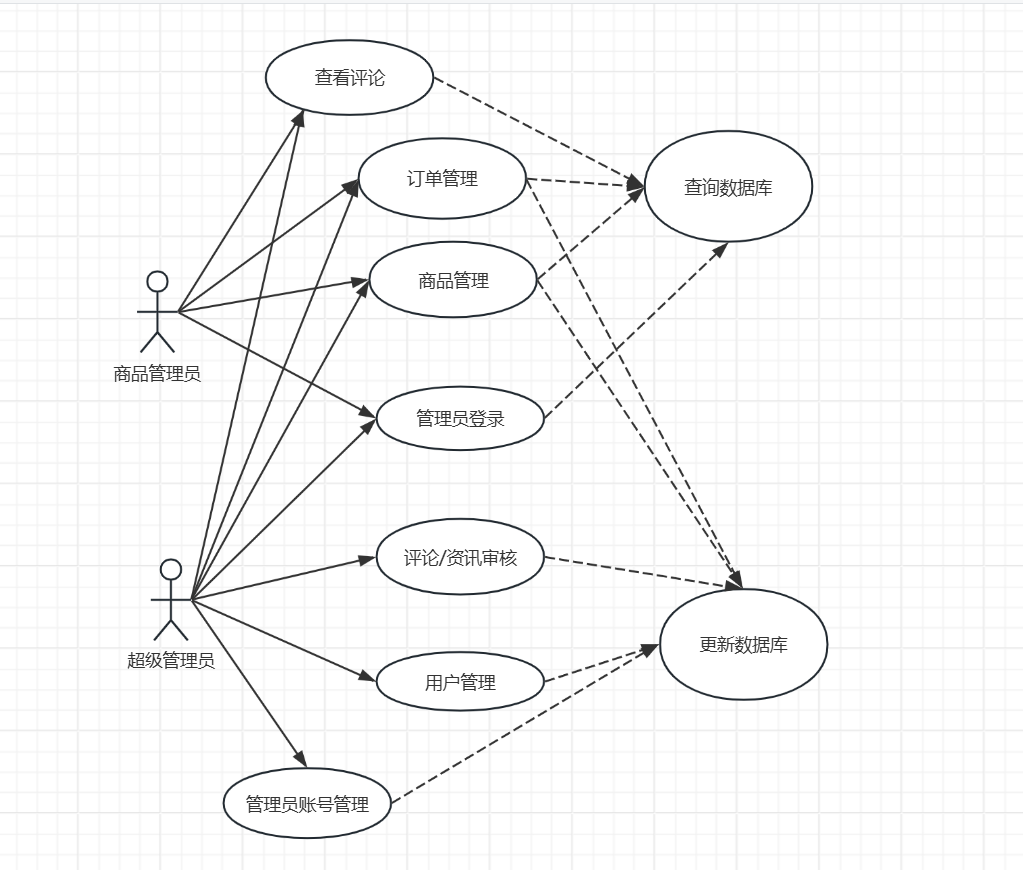 查看评论
订单管理
查询数据库
商品管理
商品管理员
管理员登录
评论/资讯审核
超级管理员
更新数据库
用户管理
管理员账号管理